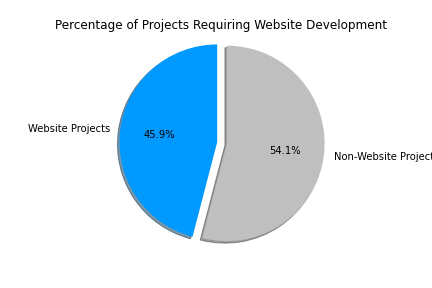 Percentage of Projects Requiring Website Development
Website Projects
45.9%
54.1%
Non-Website Project